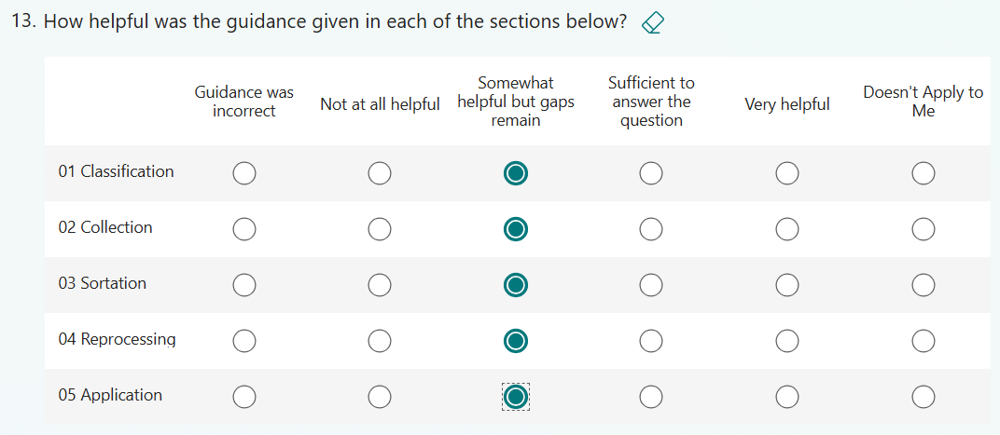 13. How helpful was the guidance given in each of the sections below?
Guidance was
incorrect
Not at all helpful
Somewhat
helpful but gaps
remain
Sufficient to
answer the
question
Very helpful
Doesn't Apply to
Me
01 Classification
02 Collection
03 Sortation
04 Reprocessing
05 Application